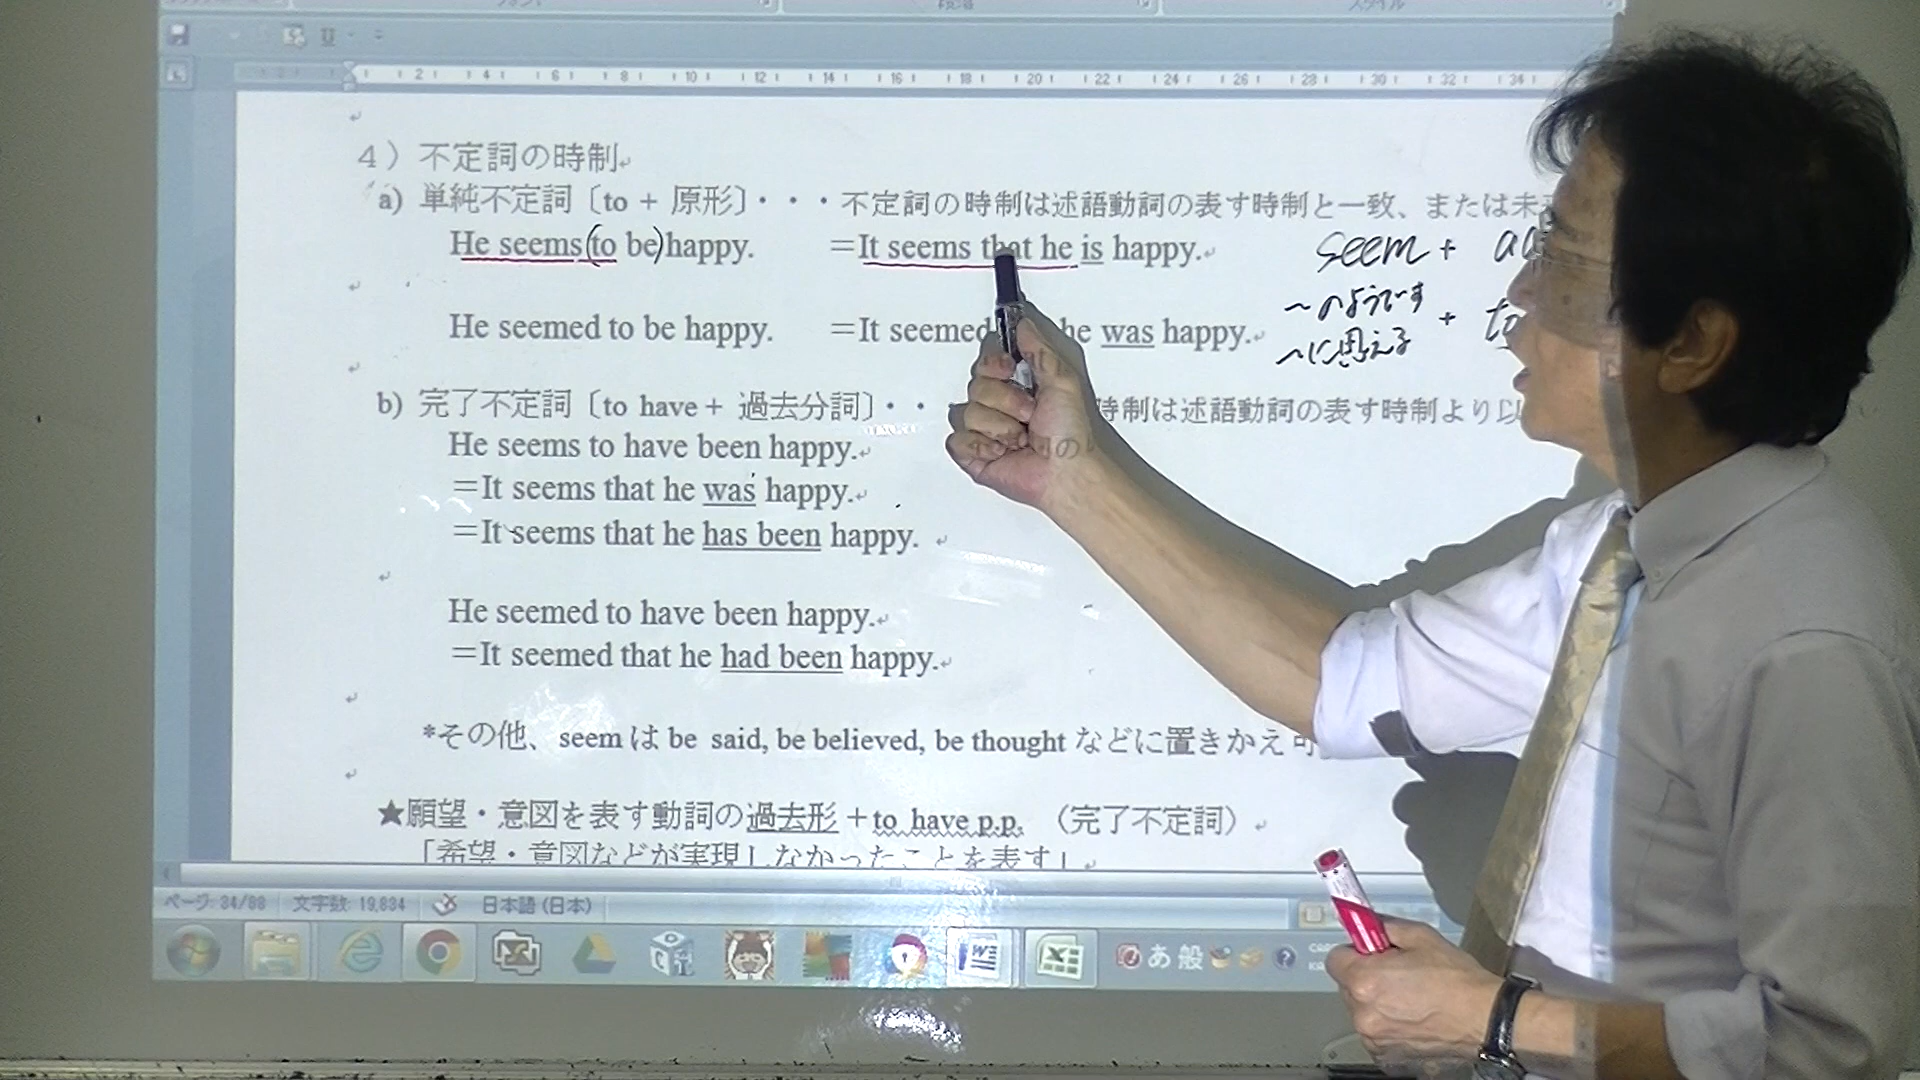 4）不定詞の時制
a) 単純不定詞〔to + 原形〕・・・不定詞の時制は述語動詞の表す時制と一致、または未
He seems (to be) happy. ＝It seems that he is happy.
seem +
～のようです
～に思える
+
He seemed to be happy. ＝It seemed he was happy.
b) 完了不定詞〔to have + 過去分詞〕・・ 時制は述語動詞の表す時制より以
He seems to have been happy.
＝It seems that he was happy.
＝It seems that he has been happy.
He seemed to have been happy.
＝It seemed that he had been happy.
*その他、seem は be said, be believed, be thought などに置きかえ可
★願望・意図を表す動詞の過去形＋to have p.p. （完了不定詞）
「希望・意図などが実現しなかったことを表す」
ページ: 34/88 文字数: 19,834 日本語 (日本)
あ 般